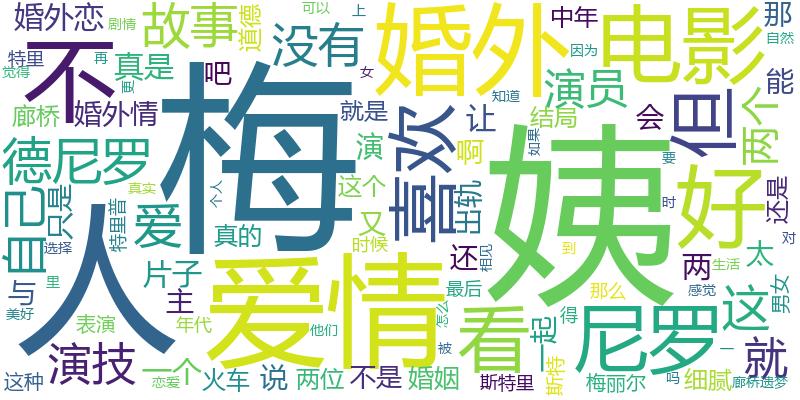 婚外恋
剧情
故事
道德
没有
可以
上
婚外
电影
中年
那
因为
自然
特里
再
不
真是
吧
女
觉得
更
梅
知道
演员
能
廊桥
婚外情
就是
喜欢
让
结局
会
但
两个
德尼罗
演
啊
如果
姨
要
真实
个人
这个
出轨
好
还是
自己
只是
爱
特里普
人
又
时
选择
真的
时候
还
相见
到
两
太
对
里
片子
爱情
看
生活
与
主
最后
那么
尼罗
这
感觉
男女
美好
表演
年代
他们
怎么
一起
得
一
就
演技
这种
一个
恋爱
火车
说
两位
不是
被
婚姻
斯特里
斯特
梅丽尔
吗
细腻
廊桥遗梦